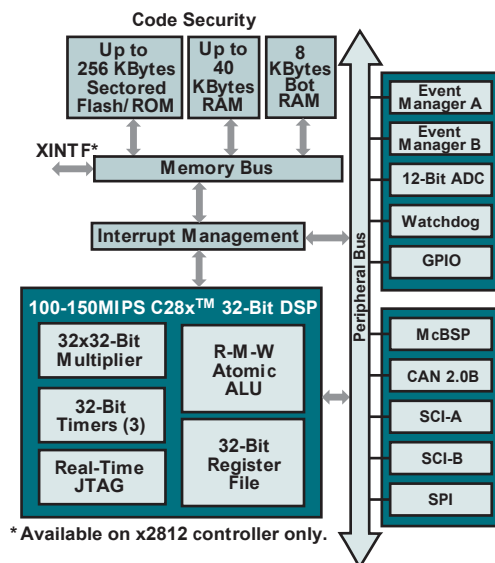 Code Security
Up to
256 KBytes
Sectored
Flash/ROM
Up to
40
KBytes
RAM
8
KBytes
Bot
RAM
XINTF*
Memory Bus
Interrupt Management
100-150MIPS C28x™ 32-Bit DSP
32x32-Bit
Multiplier
32-Bit
Timers (3)
Real-Time
JTAG
R-M-W
Atomic
ALU
32-Bit
Register
File
Peripheral Bus
Event
Manager A
Event
Manager B
12-Bit ADC
Watchdog
GPIO
McBSP
CAN 2.0B
SCI-A
SCI-B
SPI
* Available on x2812 controller only.